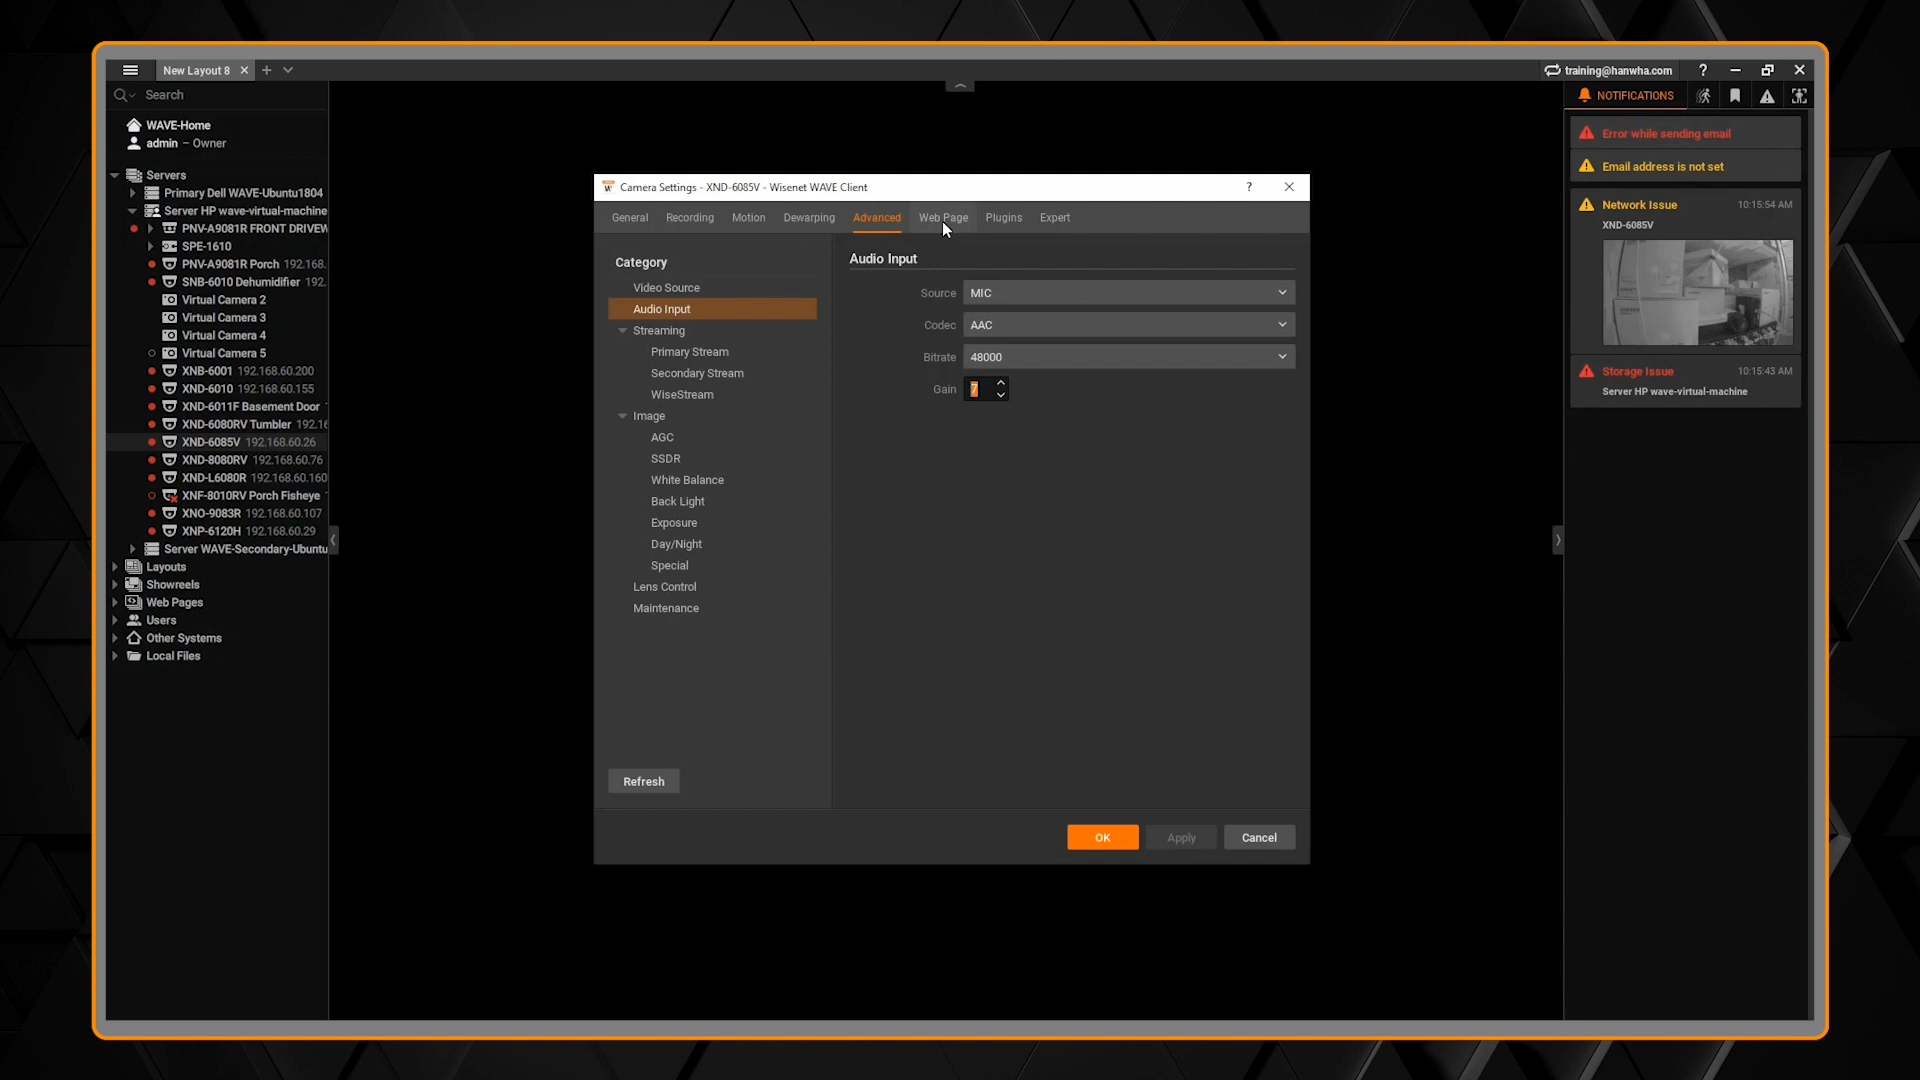 New Layout 8
training@hanwha.com
?
Search
NOTIFICATIONS
WAVE-Home
admin – Owner
Servers
Primary Dell WAVE-Ubuntu1804
Server HP wave-virtual-machine
PNV-A9081R FRONT DRIVEW
SPE-1610
PNV-A9081R Porch 192.168.
SNB-6010 Dehumidifier 192.
Virtual Camera 2
Virtual Camera 3
Virtual Camera 4
Virtual Camera 5
XNB-6001 192.168.60.200
XND-6010 192.168.60.155
XND-6011F Basement Door
XND-6080RV Tumbler 192.16
XND-6085V 192.168.60.26
XND-8080RV 192.168.60.76
XND-L6080R 192.168.60.160
XNF-8010RV Porch Fisheye
XNO-9083R 192.168.60.107
XNP-6120H 192.168.60.29
Server WAVE-Secondary-Ubuntu
Layouts
Showreels
Web Pages
Users
Other Systems
Local Files
Camera Settings - XND-6085V - Wisenet WAVE Client
?
General Recording Motion Dewarping Advanced Web Page Plugins Expert
Category
Video Source
Audio Input
Streaming
Primary Stream
Secondary Stream
WiseStream
Image
AGC
SSDR
White Balance
Back Light
Exposure
Day/Night
Special
Lens Control
Maintenance
Refresh
Audio Input
Source MIC
Codec AAC
Bitrate 48000
Gain 7
OK Apply Cancel
Error while sending email
Email address is not set
Network Issue 10:15:54 AM
XND-6085V
Storage Issue 10:15:43 AM
Server HP wave-virtual-machine